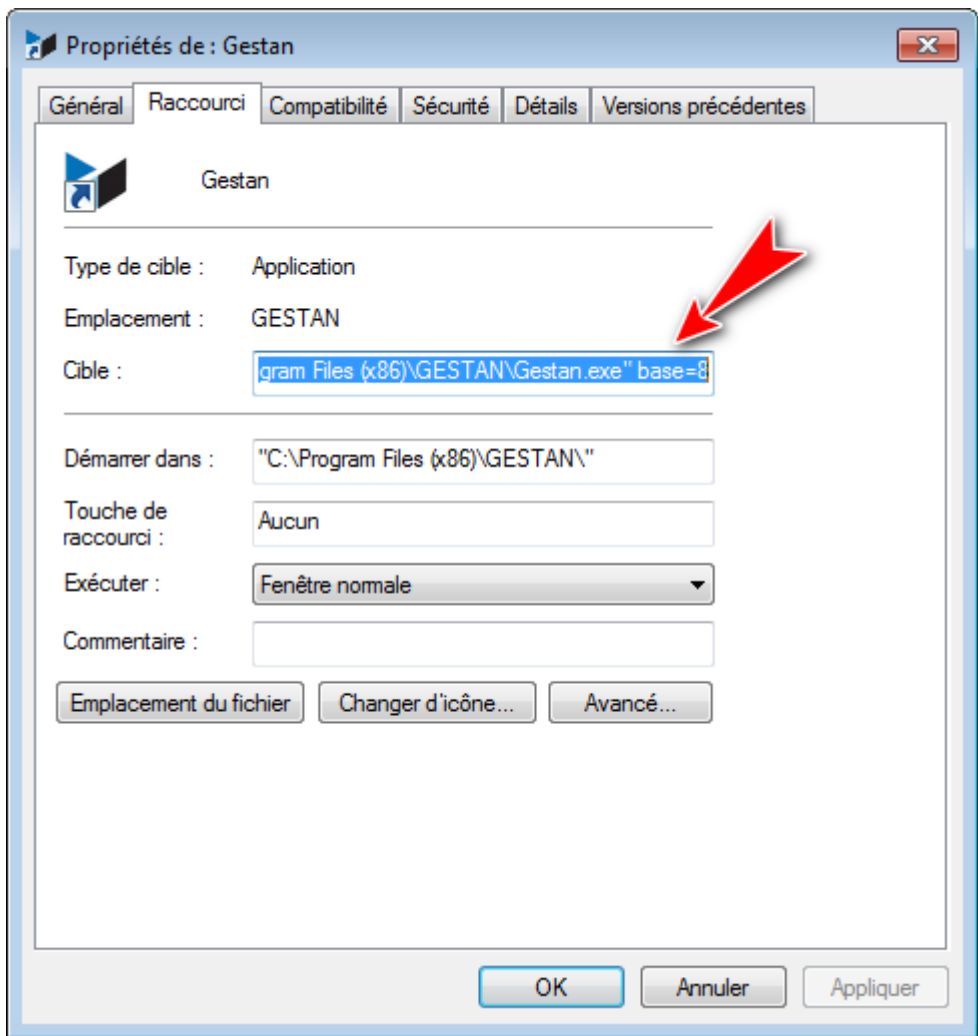 Propriétés de : Gestan
Général Raccourci Compatibilité Sécurité Détails Versions précédentes
Gestan
Type de cible : Application
Emplacement : GESTAN
Cible : gram Files (x86)\GESTAN\Gestan.exe" base=8
Démarrer dans : "C:\Program Files (x86)\GESTAN\"
Touche de raccourci : Aucun
Exécuter : Fenêtre normale
Commentaire :
Emplacement du fichier Changer d'icône... Avancé...
OK Annuler Appliquer